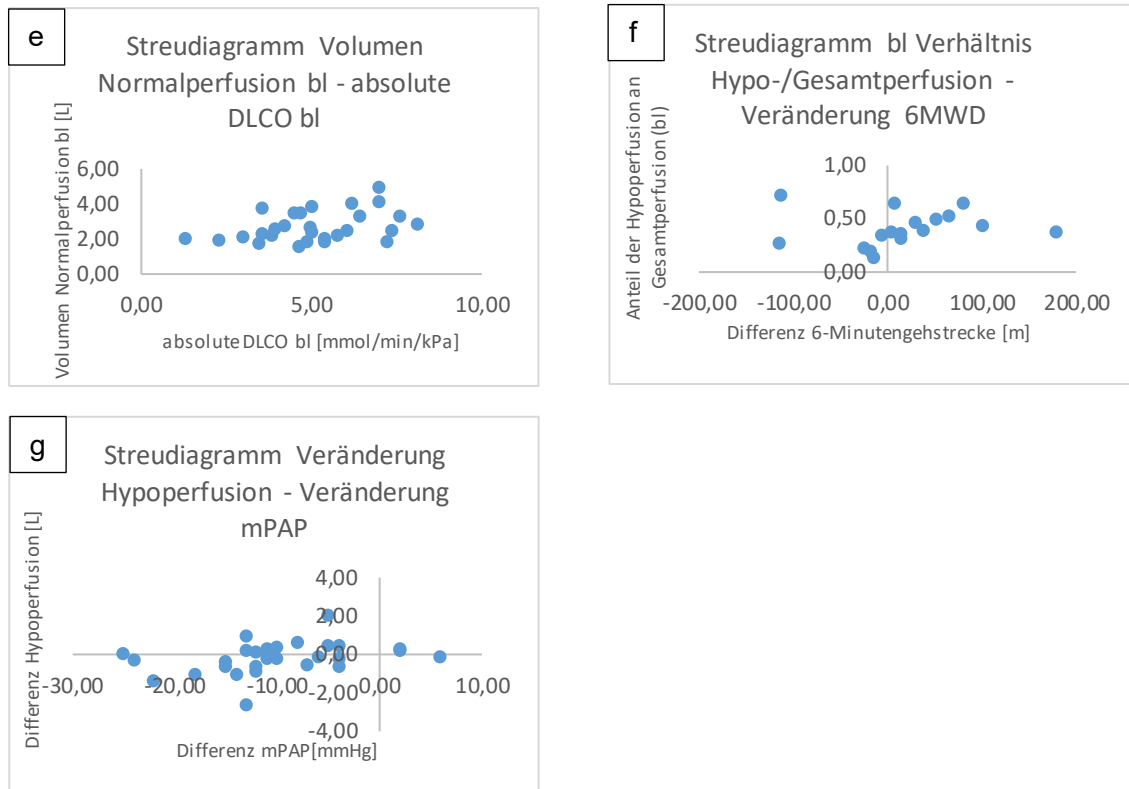 e
Streudiagramm Volumen
Normalperfusion bl - absolute
DLCO bl
Volumen Normalperfusion bl [L]
6,00
4,00
2,00
0,00
0,00
5,00
10,00
absolute DLCO bl [mmol/min/kPa]
f
Streudiagramm bl Verhältnis
Hypo-/Gesamtperfusion -
Veränderung 6MWD
Anteil der Hypoperfusion an
Gesamtperfusion (bl)
1,00
0,50
0,00
-200,00
-100,00
0,00
100,00
200,00
Differenz 6-Minutengehstrecke [m]
g
Streudiagramm Veränderung
Hypoperfusion - Veränderung
mPAP
Differenz Hypoperfusion [L]
4,00
2,00
0,00
-2,00
-4,00
-30,00
-20,00
-10,00
0,00
10,00
Differenz mPAP[mmHg]